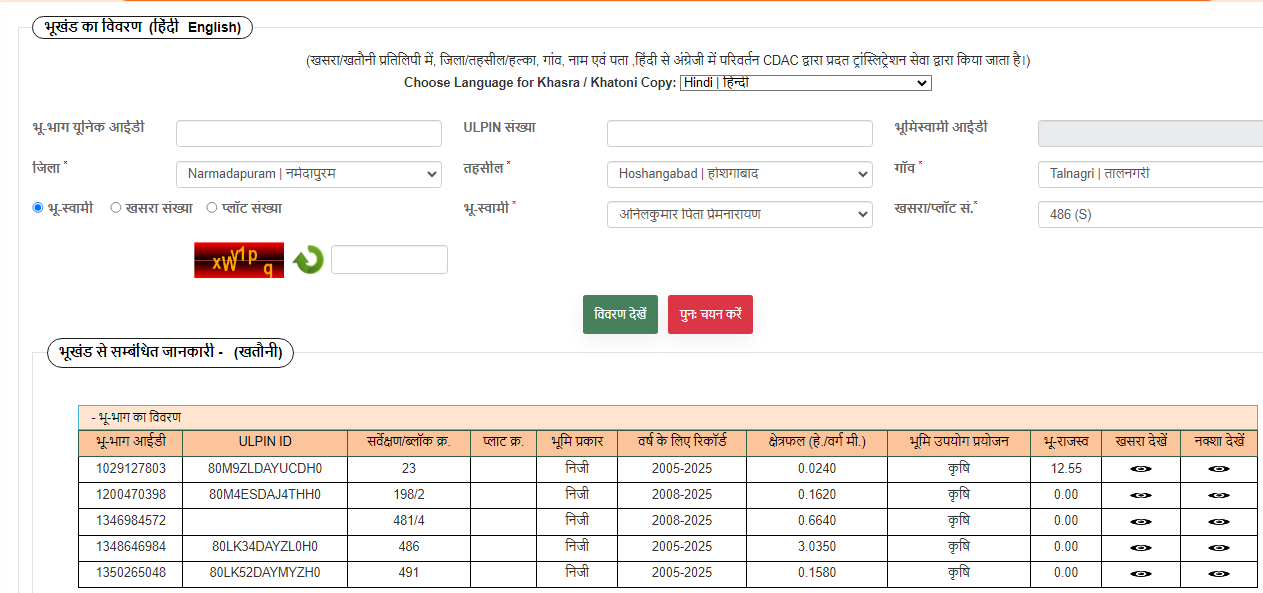 भूखंड का विवरण (हिंदी English)
(खसरा/खतौनी प्रतिलिपी में, जिला/तहसील/हल्का, गांव, नाम एवं पता ,हिंदी से अंग्रेजी में परिवर्तन CDAC द्वारा प्रदत ट्रांस्लिट्रेशन सेवा द्वारा किया जाता है।)
Choose Language for Khasra / Khatoni Copy: Hindi | हिन्दी
भू-भाग यूनिक आईडी ULPIN संख्या भूमिस्वामी आईडी
जिला * Narmadapuram | नर्मदापुरम तहसील * Hoshangabad | होशंगाबाद गाँव * Talnagri | तालनगरी
भू-स्वामी खसरा संख्या प्लॉट संख्या भू-स्वामी * अनिलकुमार पिता प्रेमनारायण खसरा/प्लॉट सं.* 486 (S)
xWy1pq
विवरण देखें पुनः चयन करें
भूखंड से सम्बंधित जानकारी - (खतौनी)
- भू-भाग का विवरण
भू-भाग आईडी ULPIN ID सर्वेक्षण/ब्लॉक क्र. प्लाट क्र. भूमि प्रकार वर्ष के लिए रिकॉर्ड क्षेत्रफल (हे./वर्ग मी.) भूमि उपयोग प्रयोजन भू-राजस्व खसरा देखें नक्शा देखें
1029127803 80M9ZLDAYUCDH0 23 निजी 2005-2025 0.0240 कृषि 12.55
1200470398 80M4ESDAJ4THH0 198/2 निजी 2008-2025 0.1620 कृषि 0.00
1346984572 481/4 निजी 2008-2025 0.6640 कृषि 0.00
1348646984 80LK34DAYZL0H0 486 निजी 2005-2025 3.0350 कृषि 0.00
1350265048 80LK52DAYMYZH0 491 निजी 2005-2025 0.1580 कृषि 0.00